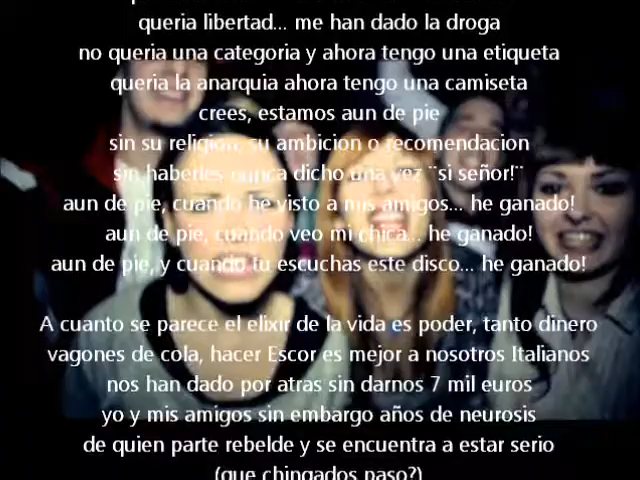 queria libertad... me han dado la droga
no queria una categoria y ahora tengo una etiqueta
queria la anarquia ahora tengo una camiseta
crees, estamos aun de pie
sin su religion, su ambicion o recomendacion
sin haberles nunca dicho una vez ¨si señor!¨
aun de pie, cuando he visto a mis amigos... he ganado!
aun de pie, cuando veo mi chica... he ganado!
aun de pie, y cuando tu escuchas este disco... he ganado!
A cuanto se parece el elixir de la vida es poder, tanto dinero
vagones de cola, hacer Escor es mejor a nosotros Italianos
nos han dado por atras sin darnos 7 mil euros
yo y mis amigos sin embargo años de neurosis
de quien parte rebelde y se encuentra a estar serio
(que chingados paso?)